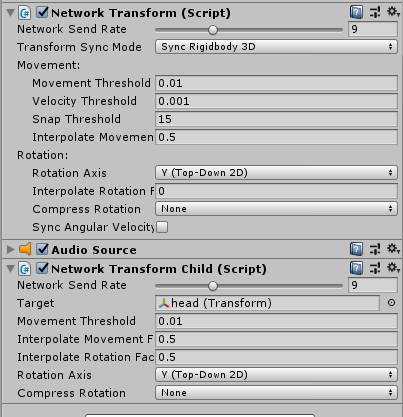 Network Transform (Script)
Network Send Rate 9
Transform Sync Mode Sync Rigidbody 3D
Movement:
Movement Threshold 0.01
Velocity Threshold 0.001
Snap Threshold 15
Interpolate Movemen 0.5
Rotation:
Rotation Axis Y (Top-Down 2D)
Interpolate Rotation F 0
Compress Rotation None
Sync Angular Velocity
Audio Source
Network Transform Child (Script)
Network Send Rate 9
Target head (Transform)
Movement Threshold 0.01
Interpolate Movement F 0.5
Interpolate Rotation Fac 0.5
Rotation Axis Y (Top-Down 2D)
Compress Rotation None